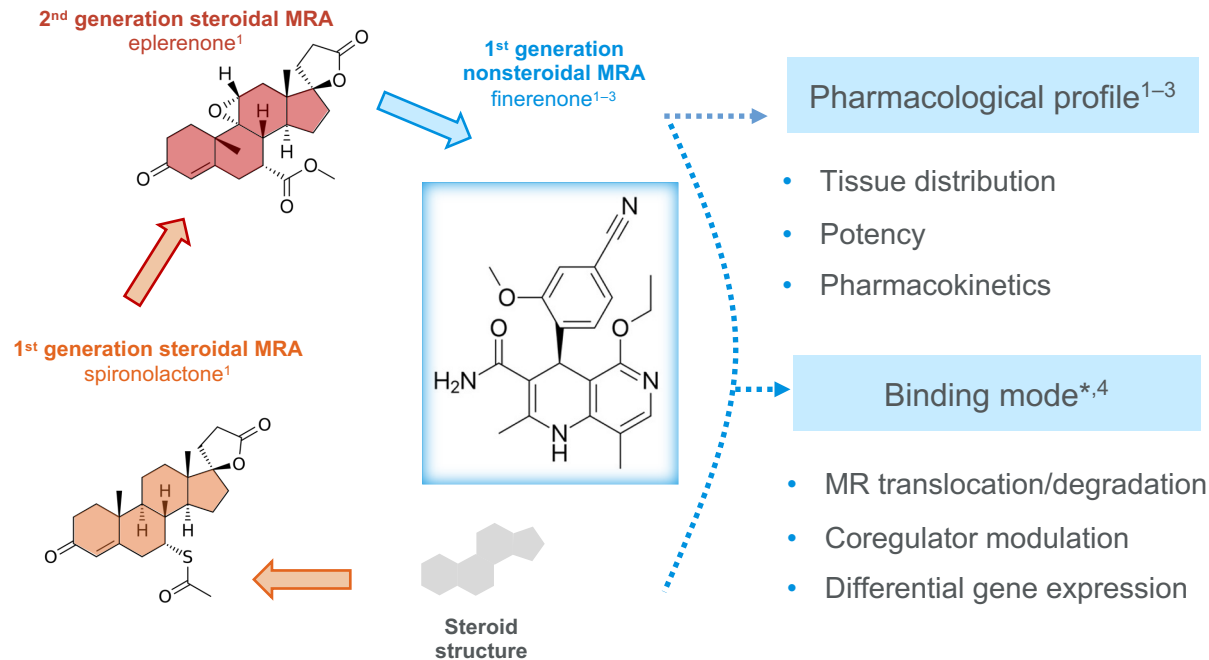 2nd generation steroidal MRA
eplerenone1
O
O
H
O
H
H
O
O
O
1st generation
nonsteroidal MRA
finerenone1–3
N
O
O
O
H2N
N
N
H
1st generation steroidal MRA
spironolactone1
O
O
H
H
H
O
S
O
Steroid
structure
Pharmacological profile1–3
• Tissue distribution
• Potency
• Pharmacokinetics
Binding mode*,4
• MR translocation/degradation
• Coregulator modulation
• Differential gene expression